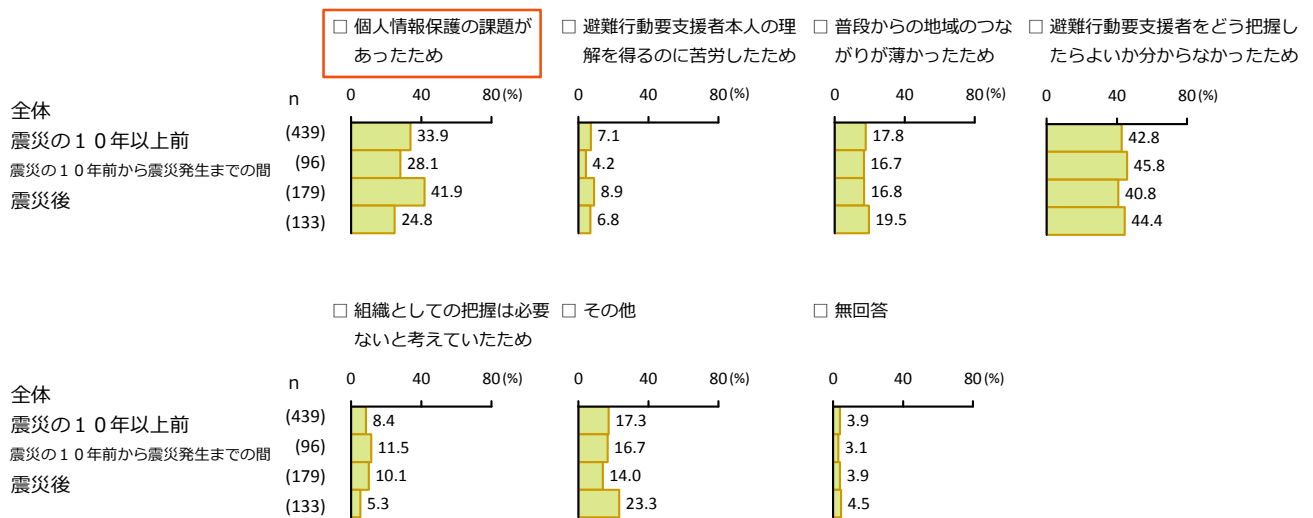 □ 個人情報保護の課題が
あったため
□ 避難行動要支援者本人の理
解を得るのに苦労したため
□ 普段からの地域のつな
がりが薄かったため
□ 避難行動要支援者をどう把握し
たらよいか分からなかったため
n
0 40 80(%)
0 40 80(%)
0 40 80(%)
0 40 80(%)
全体
(439) 33.9 7.1 17.8 42.8
震災の10年以上前
(96) 28.1 4.2 16.7 45.8
震災の10年前から震災発生までの間
(179) 41.9 8.9 16.8 40.8
震災後
(133) 24.8 6.8 19.5 44.4
□ 組織としての把握は必要
ないと考えていたため
□ その他
□ 無回答
n
0 40 80(%)
0 40 80(%)
0 40 80(%)
全体
(439) 8.4 17.3 3.9
震災の10年以上前
(96) 11.5 16.7 3.1
震災の10年前から震災発生までの間
(179) 10.1 14.0 3.9
震災後
(133) 5.3 23.3 4.5